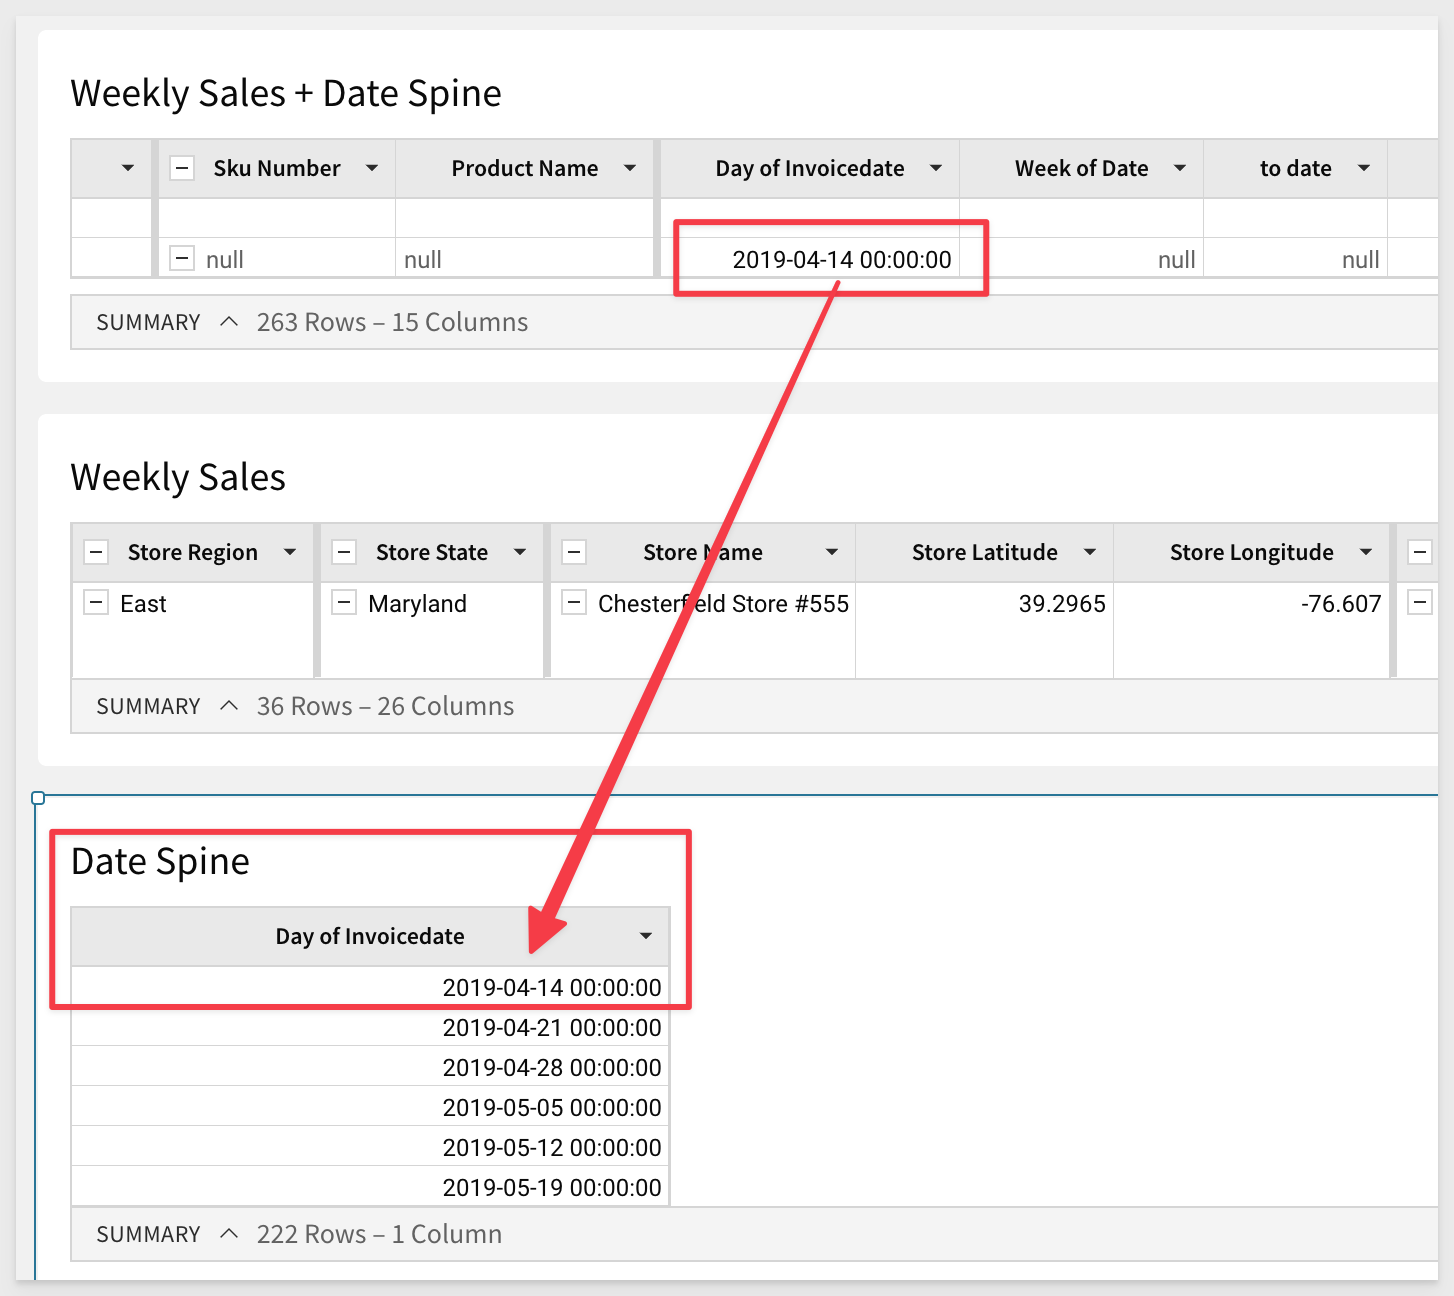 Weekly Sales + Date Spine
Sku Number Product Name Day of Invoicedate Week of Date to date
null null 2019-04-14 00:00:00 null null
SUMMARY 263 Rows – 15 Columns
Weekly Sales
Store Region Store State Store Name Store Latitude Store Longitude
East Maryland Chesterfield Store #555 39.2965 -76.607
SUMMARY 36 Rows – 26 Columns
Date Spine
Day of Invoicedate
2019-04-14 00:00:00
2019-04-21 00:00:00
2019-04-28 00:00:00
2019-05-05 00:00:00
2019-05-12 00:00:00
2019-05-19 00:00:00
SUMMARY 222 Rows – 1 Column